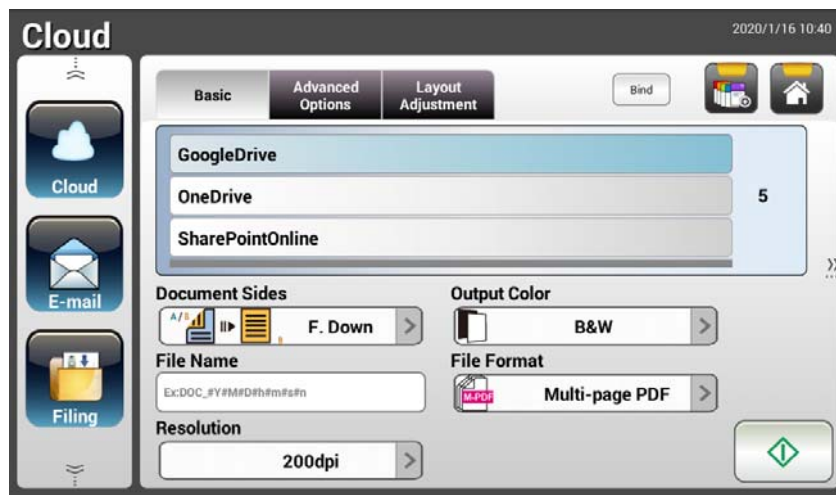 Cloud
2020/1/16 10:40
Basic
Advanced
Options
Layout
Adjustment
Bind
Cloud
GoogleDrive
OneDrive
SharePointOnline
5
E-mail
Document Sides
Output Color
A/B
F. Down
B&W
File Name
File Format
Ex:DOC_#Y#M#D#h#m#s#n
M-PDF
Multi-page PDF
Filing
Resolution
200dpi